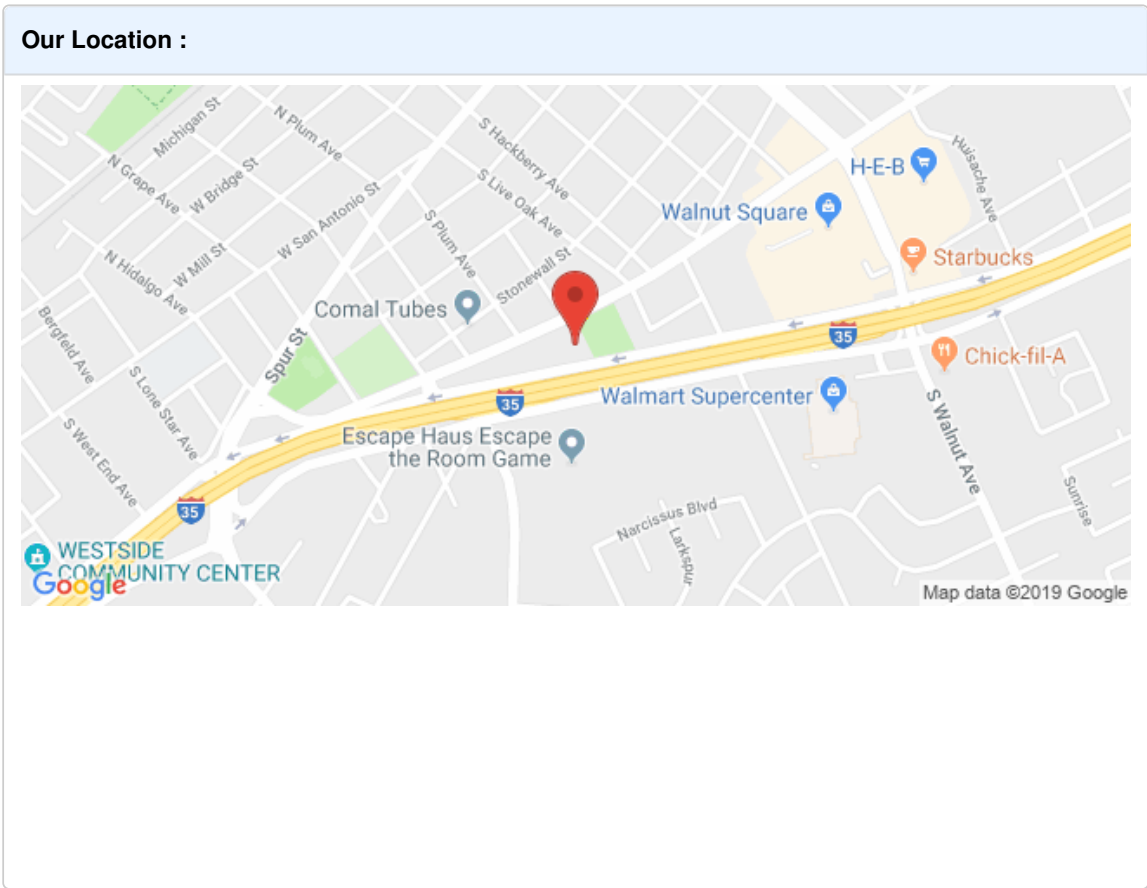 Our Location :
Michigan St
N Plum Ave
S Hackberry Ave
Huisache Ave
H-E-B
N Grape Ave
W Bridge St
S Live Oak Ave
Walnut Square
W San Antonio St
S Plum Ave
Starbucks
W Mill St
N Hidalgo Ave
Stonewall St
Comal Tubes
Bergfeld Ave
Spur St
35
Chick-fil-A
S Lone Star Ave
35
Walmart Supercenter
S Walnut Ave
S West End Ave
Escape Haus Escape
the Room Game
35
Narcissus Blvd
Larkspur
Sunrise
WESTSIDE
COMMUNITY CENTER
Google
Map data ©2019 Google